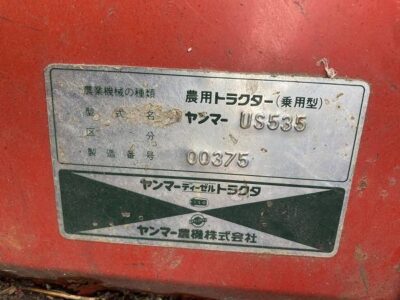 農業機械の種類 農用トラクター(乗用型)
型式名 ヤンマー US535
区分
製造番号 00375
ヤンマーディーゼルトラクタ
ヤンマー農機株式会社